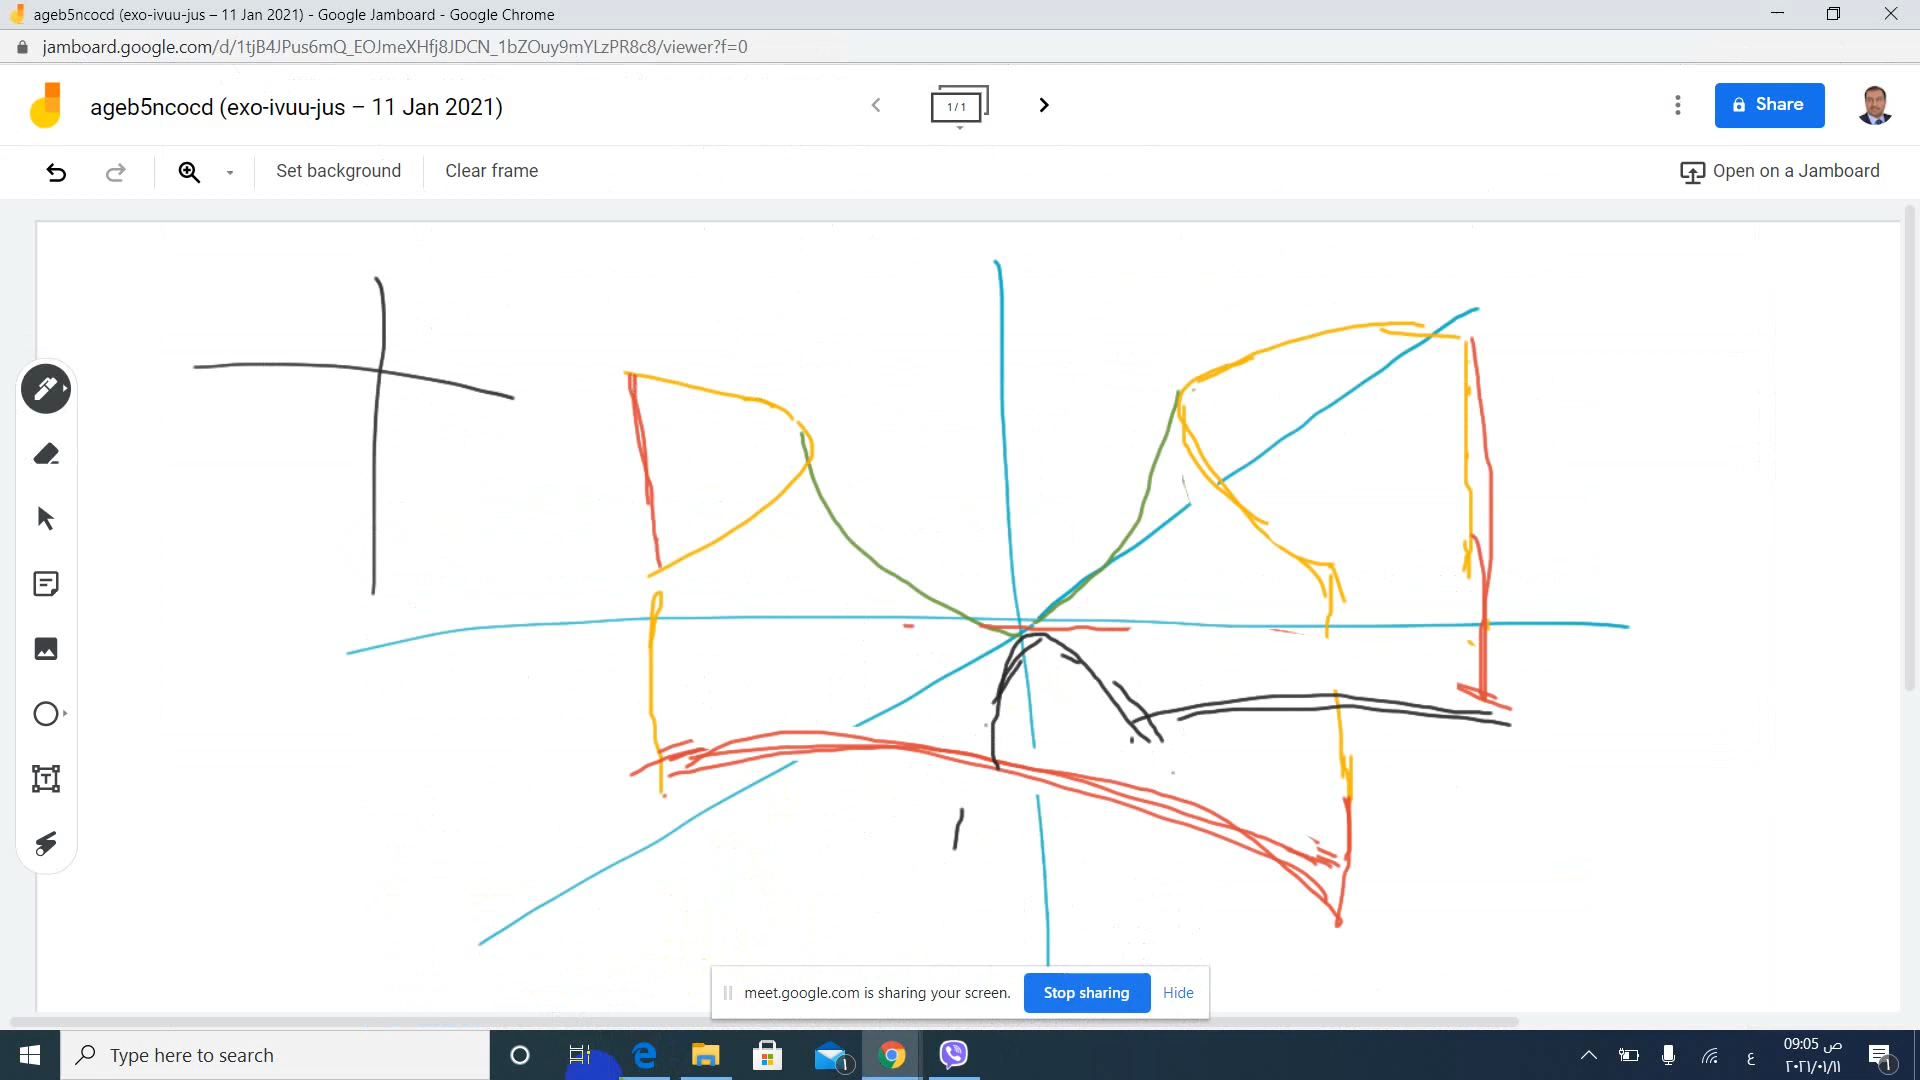 ageb5ncocd (exo-ivuu-jus – 11 Jan 2021) - Google Jamboard - Google Chrome
jamboard.google.com/d/1tjB4JPus6mQ_EOJmeXHfj8JDCN_1bZOuy9mYLzPR8c8/viewer?f=0
ageb5ncocd (exo-ivuu-jus – 11 Jan 2021)
1/1
Share
Set background
Clear frame
Open on a Jamboard
meet.google.com is sharing your screen.
Stop sharing
Hide
Type here to search
١
ع
09:05 ص
٢٠٢١/٠١/١١
١